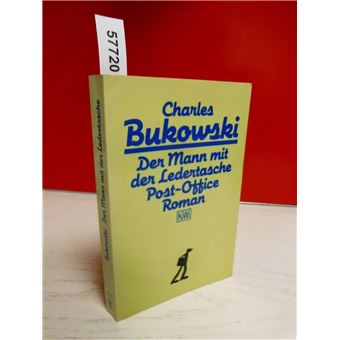 57720
Charles
Bukowski
Der Mann mit
der Ledertasche
Post-Office
Roman
KiWi
Bukowski Der Mann mit der Ledertasche